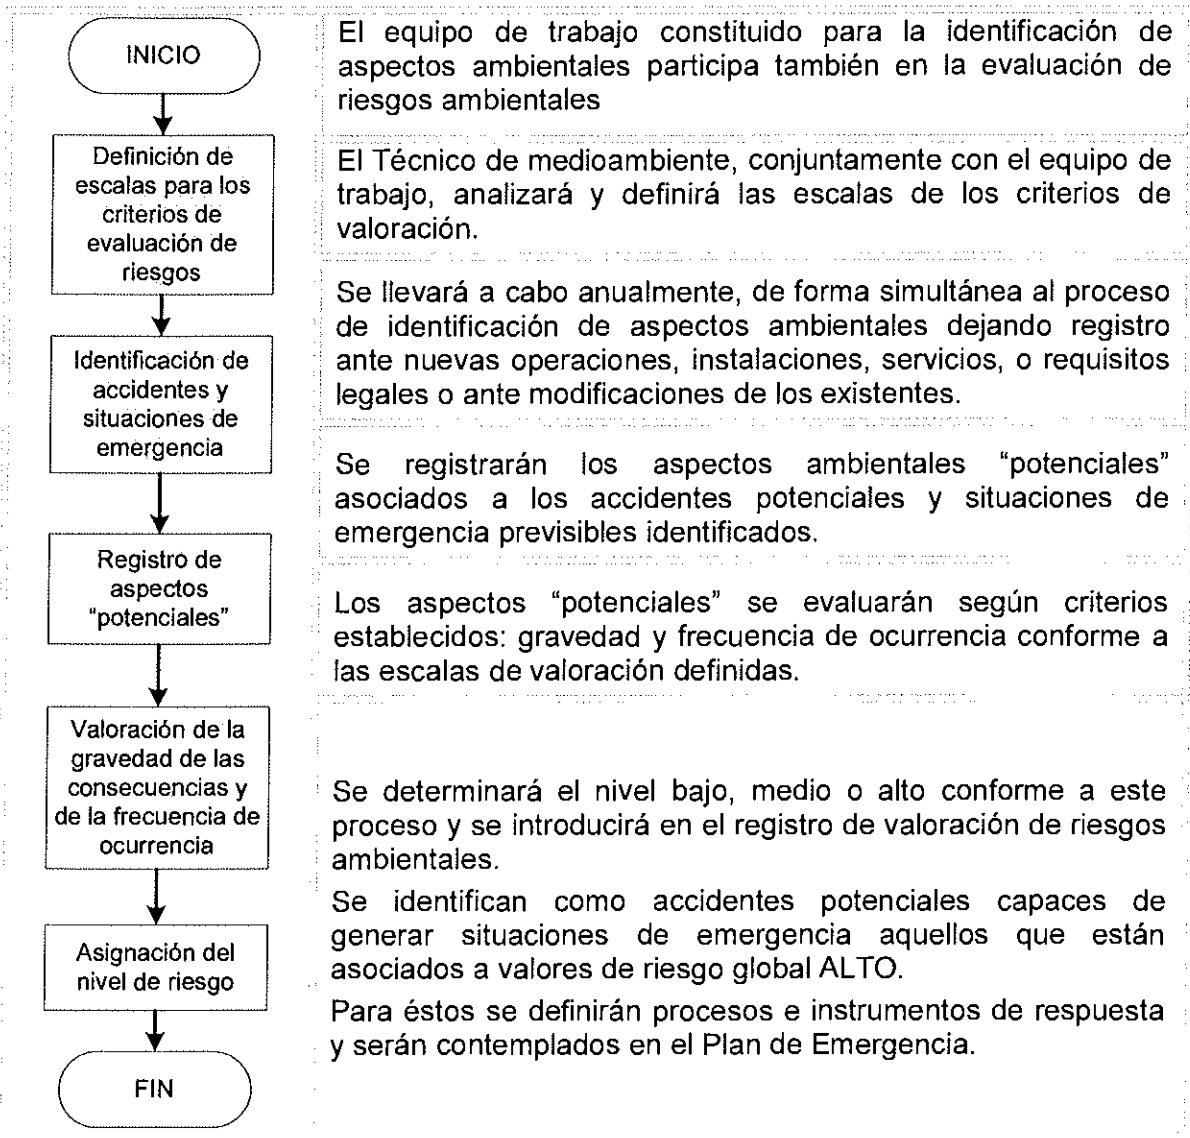 INICIO
El equipo de trabajo constituido para la identificación de
aspectos ambientales participa también en la evaluación de
riesgos ambientales
Definición de
escalas para los
criterios de
evaluación de
riesgos
El Técnico de medioambiente, conjuntamente con el equipo de
trabajo, analizará y definirá las escalas de los criterios de
valoración.
Identificación de
accidentes y
situaciones de
emergencia
Se llevará a cabo anualmente, de forma simultánea al proceso
de identificación de aspectos ambientales dejando registro
ante nuevas operaciones, instalaciones, servicios, o requisitos
legales o ante modificaciones de los existentes.
Registro de
aspectos
“potenciales”
Se registrarán los aspectos ambientales “potenciales”
asociados a los accidentes potenciales y situaciones de
emergencia previsibles identificados.
Valoración de la
gravedad de las
consecuencias y
de la frecuencia de
ocurrencia
Los aspectos “potenciales” se evaluarán según criterios
establecidos: gravedad y frecuencia de ocurrencia conforme a
las escalas de valoración definidas.
Asignación del
nivel de riesgo
Se determinará el nivel bajo, medio o alto conforme a este
proceso y se introducirá en el registro de valoración de riesgos
ambientales.
Se identifican como accidentes potenciales capaces de
generar situaciones de emergencia aquellos que están
asociados a valores de riesgo global ALTO.
Para éstos se definirán procesos e instrumentos de respuesta
y serán contemplados en el Plan de Emergencia.
FIN